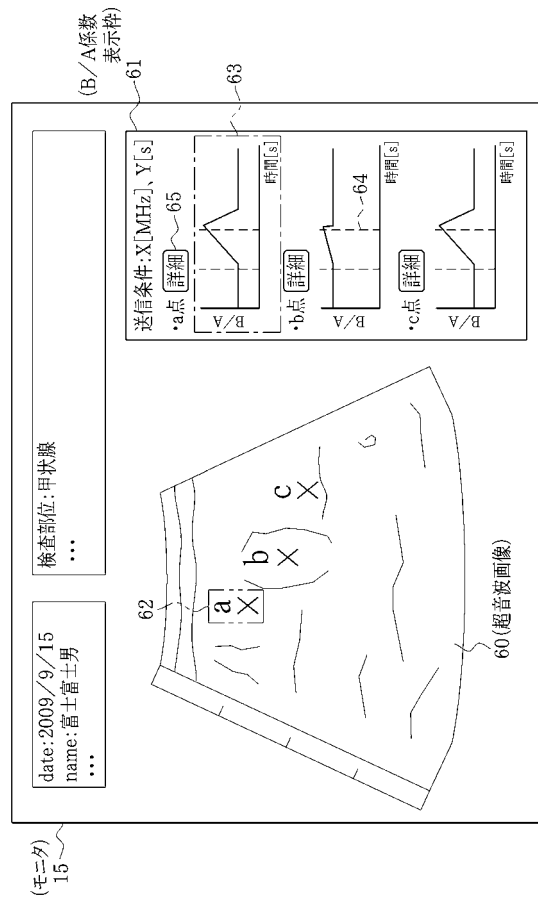 (モニタ)
15
date:2009/9/15
name:富士富士男
•••
検査部位:甲状腺
•••
(B/A係数
表示枠)
61
送信条件:X[MHz]、Y[s]
•a点 詳細
65
63
B/A
時間[s]
•b点 詳細
B/A
時間[s]
64
•c点 詳細
B/A
時間[s]
62
a
b
c
60(超音波画像)